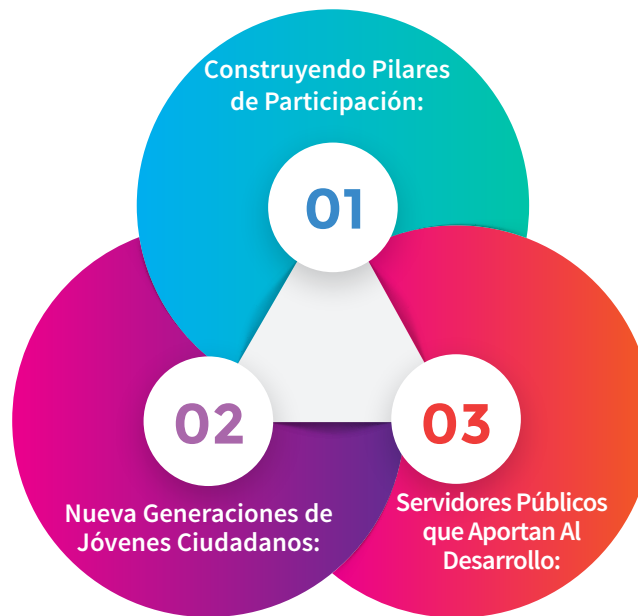 Construyendo Pilares
de Participación:
01
02
03
Nueva Generaciones de
Jóvenes Ciudadanos:
Servidores Públicos
que Aportan Al
Desarrollo: